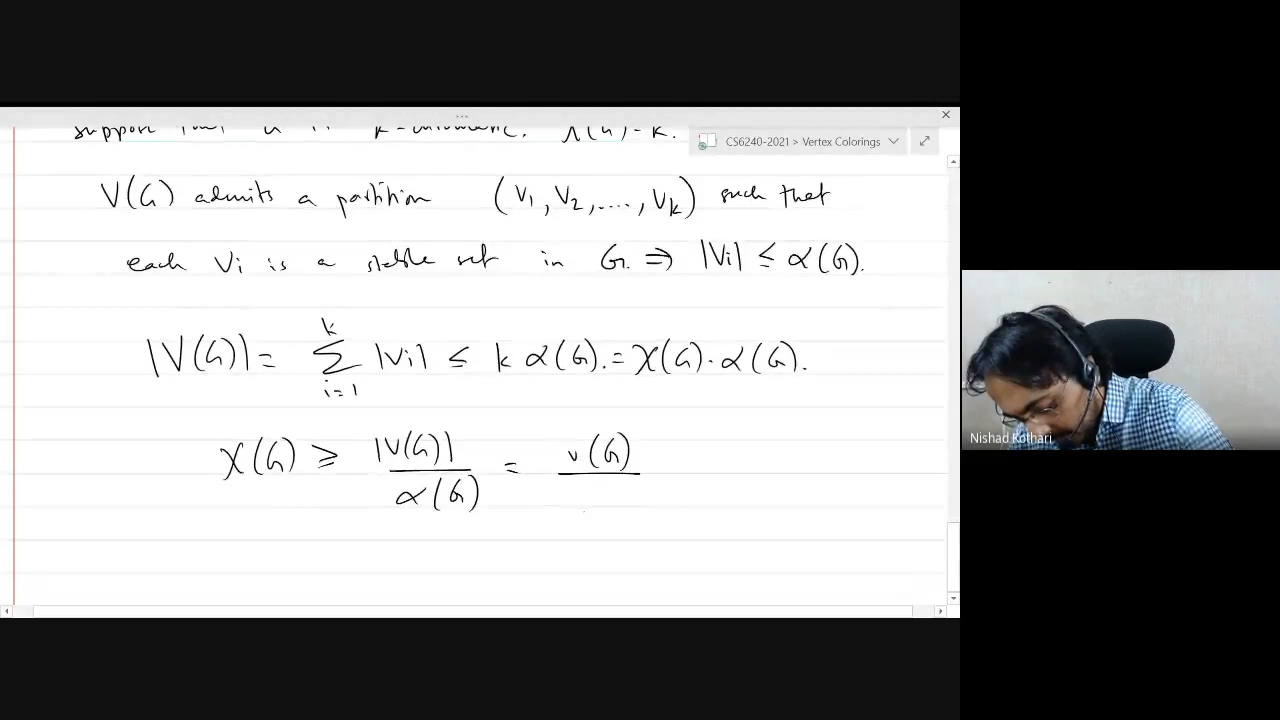 k-chromatic. χ(G) = k.
CS6240-2021 > Vertex Colorings
V(G) admits a partition (V1, V2, ...., Vk) such that
each Vi is a stable set in G. ⇒ |Vi| ≤ α(G).
|V(G)| = k Σ i=1 |Vi| ≤ k α(G). = χ(G) · α(G).
χ(G) ≥ |V(G)| / α(G) = v(G) /
Nishad Kothari